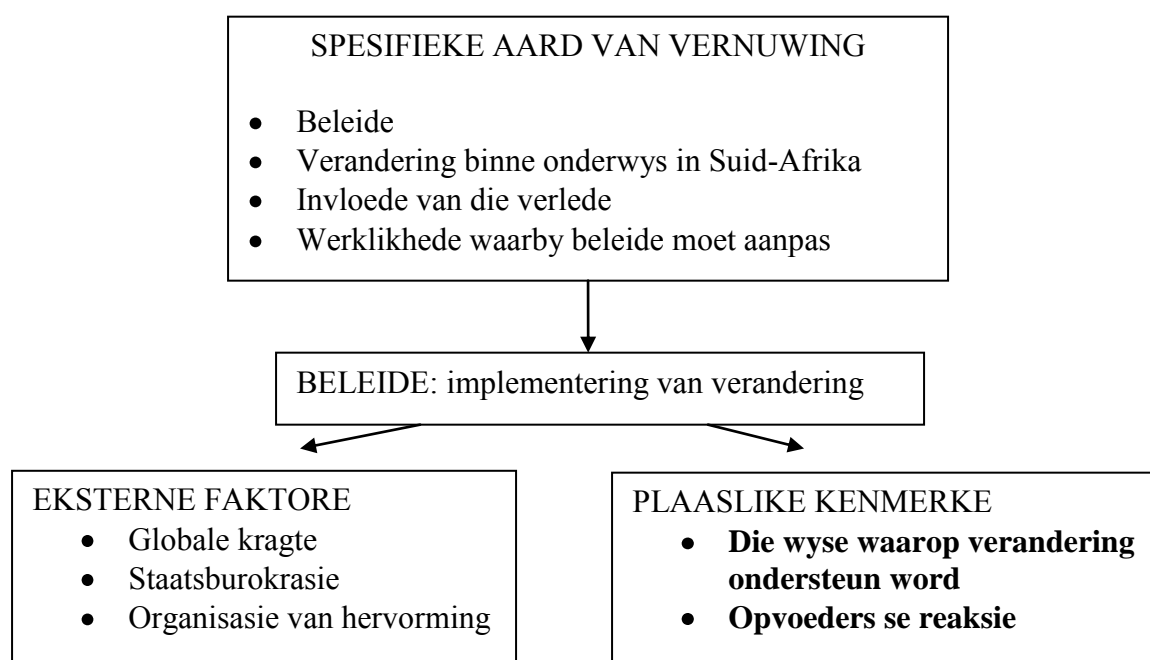 SPESIFIEKE AARD VAN VERNUWING
• Beleide
• Verandering binne onderwys in Suid-Afrika
• Invloede van die verlede
• Werklikhede waarby beleide moet aanpas
BELEIDE: implementering van verandering
EKSTERNE FAKTORE
• Globale kragte
• Staatsburokrasie
• Organisasie van hervorming
PLAASLIKE KENMERKE
• Die wyse waarop verandering
ondersteun word
• Opvoeders se reaksie